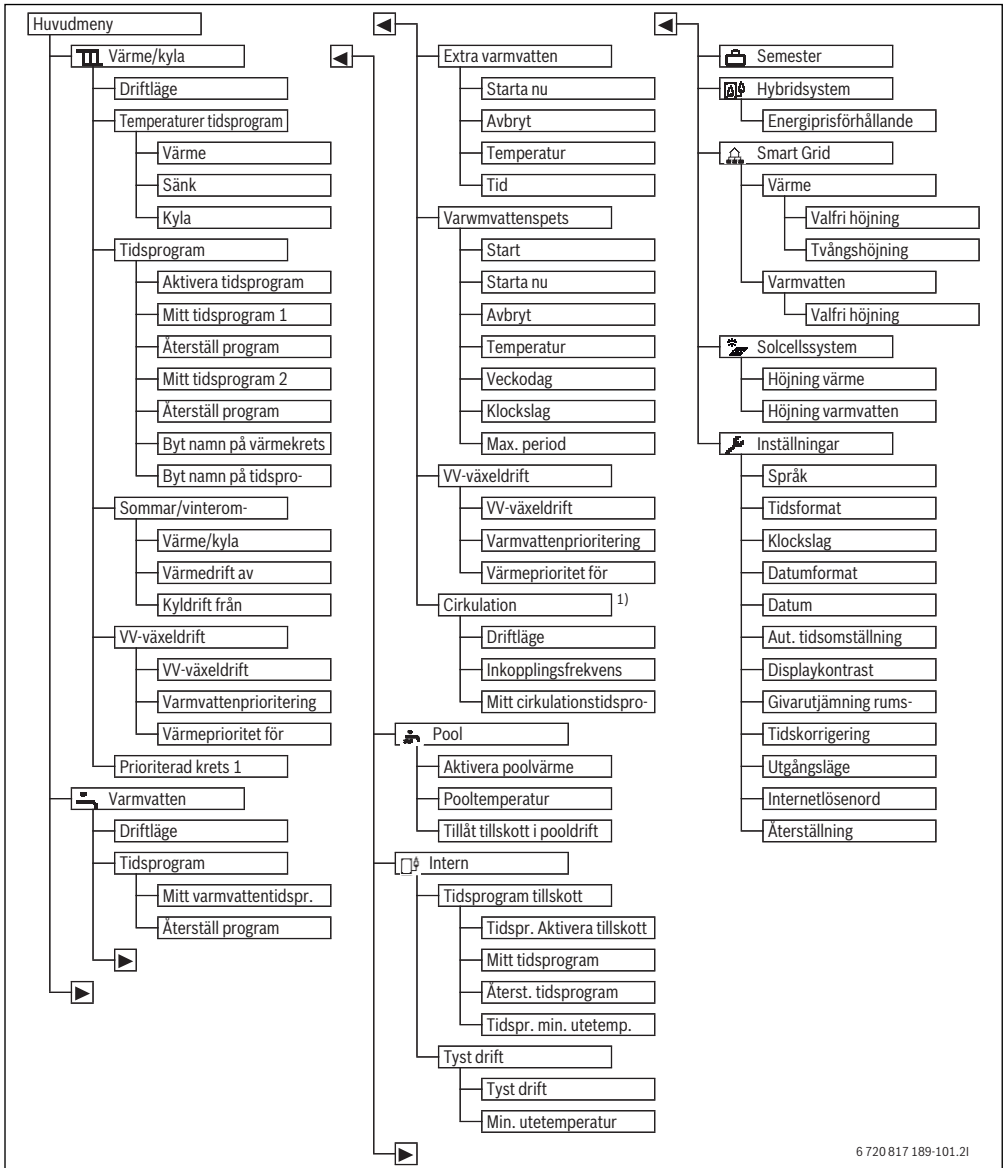 Huvudmeny
Värme/kyla
Driftläge
Temperaturer tidsprogram
Värme
Sänk
Kyla
Tidsprogram
Aktivera tidsprogram
Mitt tidsprogram 1
Återställ program
Mitt tidsprogram 2
Återställ program
Byt namn på värmekrets
Byt namn på tidspro-
Sommar/vinterom-
Värme/kyla
Värmedrift av
Kyldrift från
VV-växeldrift
VV-växeldrift
Varmvattenprioritering
Värmeprioritet för
Prioriterad krets 1
Varmvatten
Driftläge
Tidsprogram
Mitt varmvattentidspr.
Återställ program
Extra varmvatten
Starta nu
Avbryt
Temperatur
Tid
Varwmvattenspets
Start
Starta nu
Avbryt
Temperatur
Veckodag
Klockslag
Max. period
VV-växeldrift
VV-växeldrift
Varmvattenprioritering
Värmeprioritet för
Cirkulation 1)
Driftläge
Inkopplingsfrekvens
Mitt cirkulationstidspro-
Pool
Aktivera poolvärme
Pooltemperatur
Tillåt tillskott i pooldrift
Intern
Tidsprogram tillskott
Tidspr. Aktivera tillskott
Mitt tidsprogram
Återst. tidsprogram
Tidspr. min. utetemp.
Tyst drift
Tyst drift
Min. utetemperatur
Semester
Hybridsystem
Energiprisförhållande
Smart Grid
Värme
Valfri höjning
Tvångshöjning
Varmvatten
Valfri höjning
Solcellssystem
Höjning värme
Höjning varmvatten
Inställningar
Språk
Tidsformat
Klockslag
Datumformat
Datum
Aut. tidsomställning
Displaykontrast
Givarutjämning rums-
Tidskorrigering
Utgångsläge
Internetlösenord
Återställning
6 720 817 189-101.2I